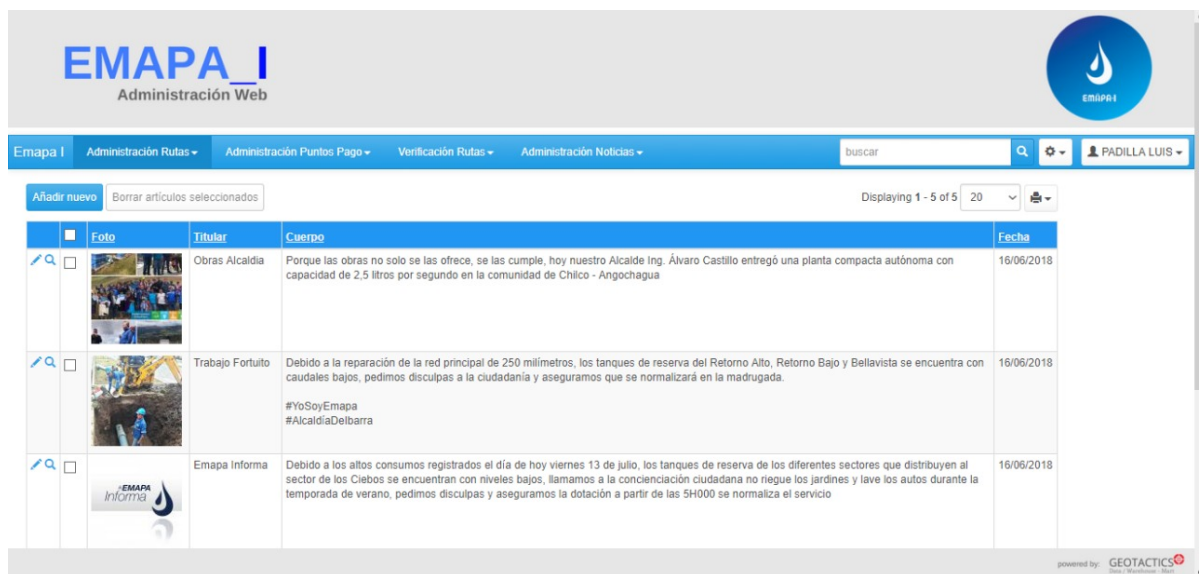 EMAPA_I
Administración Web
EMAPA-I
Emapa I
Administración Rutas
Administración Puntos Pago
Verificación Rutas
Administración Noticias
buscar
PADILLA LUIS
Añadir nuevo
Borrar artículos seleccionados
Displaying 1 - 5 of 5
20
Foto
Titular
Cuerpo
Fecha
Obras Alcaldia
Porque las obras no solo se las ofrece, se las cumple, hoy nuestro Alcalde Ing. Álvaro Castillo entregó una planta compacta autónoma con
capacidad de 2,5 litros por segundo en la comunidad de Chilco - Angochagua
16/06/2018
Trabajo Fortuito
Debido a la reparación de la red principal de 250 milímetros, los tanques de reserva del Retorno Alto, Retorno Bajo y Bellavista se encuentra con
caudales bajos, pedimos disculpas a la ciudadanía y aseguramos que se normalizará en la madrugada.
#YoSoyEmapa
#AlcaldíaDeIbarra
16/06/2018
EMAPA
Informa
Emapa Informa
Debido a los altos consumos registrados el día de hoy viernes 13 de julio, los tanques de reserva de los diferentes sectores que distribuyen al
sector de los Ciebos se encuentran con niveles bajos, llamamos a la concienciación ciudadana no riegue los jardines y lave los autos durante la
temporada de verano, pedimos disculpas y aseguramos la dotación a partir de las 5H000 se normaliza el servicio
16/06/2018
powered by:
GEOTACTICS
Data | Warehouse - Mart